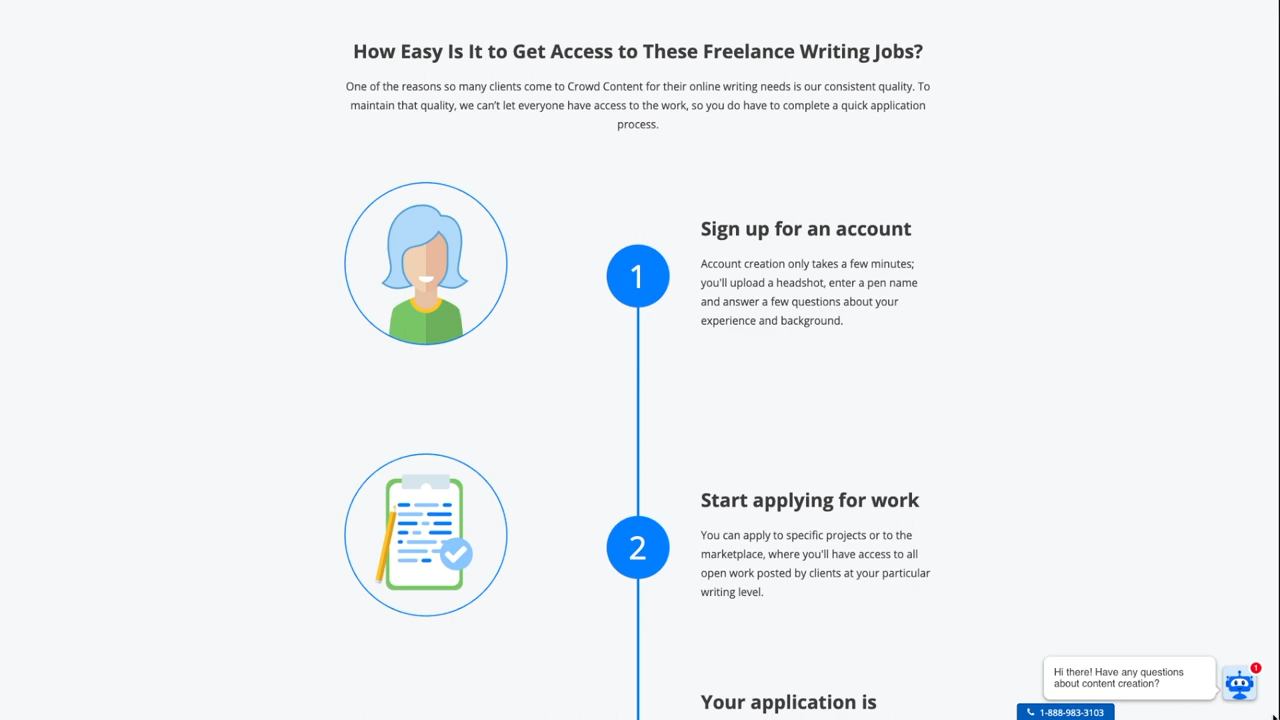 How Easy Is It to Get Access to These Freelance Writing Jobs?
One of the reasons so many clients come to Crowd Content for their online writing needs is our consistent quality. To
maintain that quality, we can’t let everyone have access to the work, so you do have to complete a quick application
process.
1
Sign up for an account
Account creation only takes a few minutes;
you'll upload a headshot, enter a pen name
and answer a few questions about your
experience and background.
2
Start applying for work
You can apply to specific projects or to the
marketplace, where you'll have access to all
open work posted by clients at your particular
writing level.
Your application is
Hi there! Have any questions
about content creation?
1
1-888-983-3103